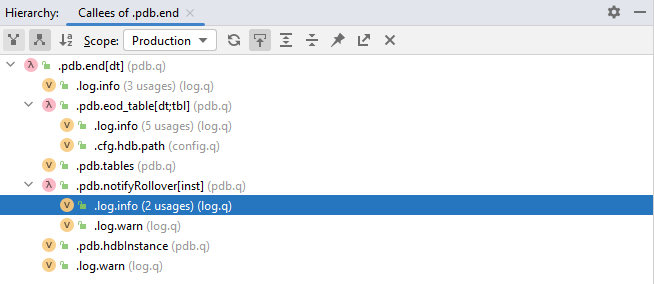 Hierarchy: Callees of .pdb.end
Scope: Production
.pdb.end[dt] (pdb.q)
.log.info (3 usages) (log.q)
.pdb.eod_table[dt;tbl] (pdb.q)
.log.info (5 usages) (log.q)
.cfg.hdb.path (config.q)
.pdb.tables (pdb.q)
.pdb.notifyRollover[inst] (pdb.q)
.log.info (2 usages) (log.q)
.log.warn (log.q)
.pdb.hdbInstance (pdb.q)
.log.warn (log.q)